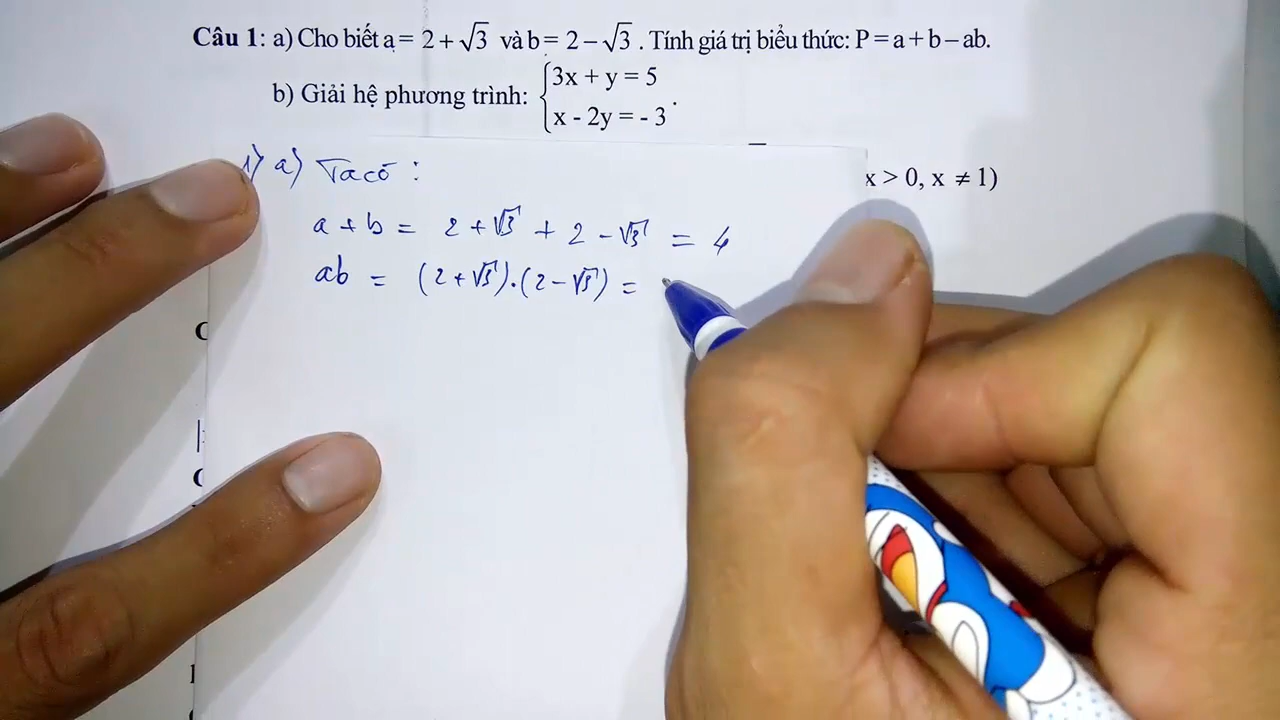 Câu 1: a) Cho biết a = 2 + √3 và b = 2 – √3 . Tính giá trị biểu thức: P = a + b – ab.
b) Giải hệ phương trình: {3x + y = 5
x - 2y = - 3 .
x > 0, x ≠ 1)
1) a) Ta có :
a + b = 2 + √3 + 2 - √3 = 4
ab = (2 + √3).(2 - √3) =